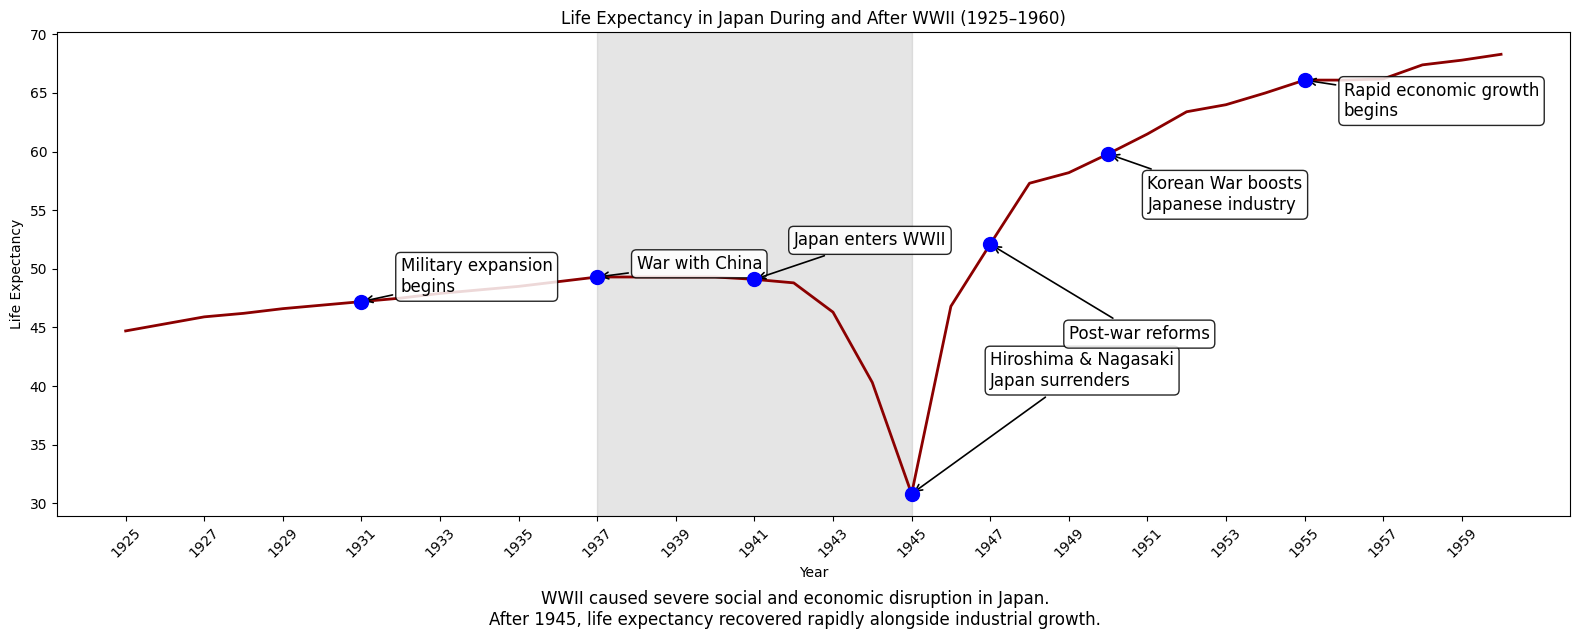 Life Expectancy in Japan During and After WWII (1925–1960)
Life Expectancy
70
65
60
55
50
45
40
35
30
Military expansion
begins
War with China
Japan enters WWII
Hiroshima & Nagasaki
Japan surrenders
Post-war reforms
Korean War boosts
Japanese industry
Rapid economic growth
begins
1925
1927
1929
1931
1933
1935
1937
1939
1941
1943
1945
1947
1949
1951
1953
1955
1957
1959
Year
WWII caused severe social and economic disruption in Japan.
After 1945, life expectancy recovered rapidly alongside industrial growth.